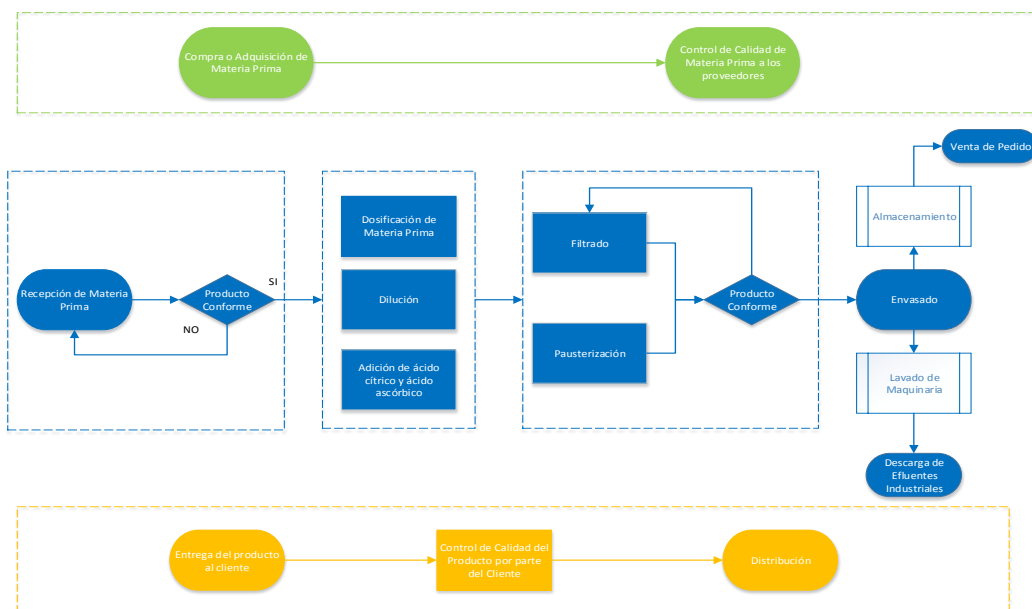 Compra o Adquisición de
Materia Prima
Control de Calidad de
Materia Prima a los
proveedores
Venta de Pedido
Almacenamiento
Dosificación de
Materia Prima
Filtrado
SI
Recepción de Materia
Prima
Producto
Conforme
Dilución
Producto
Conforme
Envasado
NO
Pausterización
Adición de ácido
cítrico y ácido
ascórbico
Lavado de
Maquinaria
Descarga de
Efluentes
Industriales
Entrega del producto
al cliente
Control de Calidad del
Producto por parte
del Cliente
Distribución